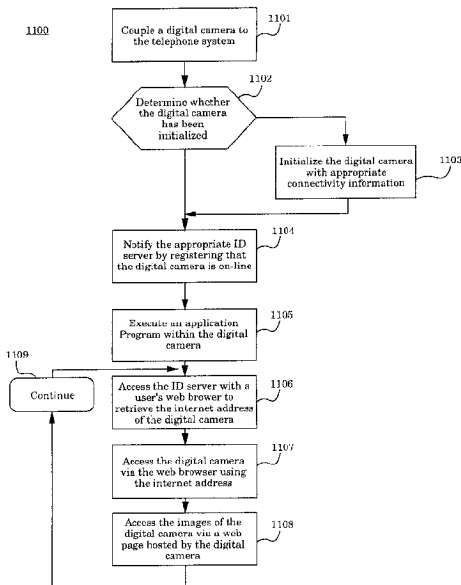 1100
1101
Couple a digital camera to
the telephone system
1102
Determine whether
the digital camera
has been
initialized
1103
Initialize the digital camera
with appropriate
connectivity information
1104
Notify the appropriate ID
server by registering that
the digital camera is on-line
1105
Execute an application
Program within the digital
camera
1109
Continue
1106
Access the ID server with a
user's web brower to
retrieve the internet address
of the digital camera
1107
Access the digital camera
via the web browser using
the internet address
1108
Access the images of the
digital camera via a web
page hosted by the digital
camera